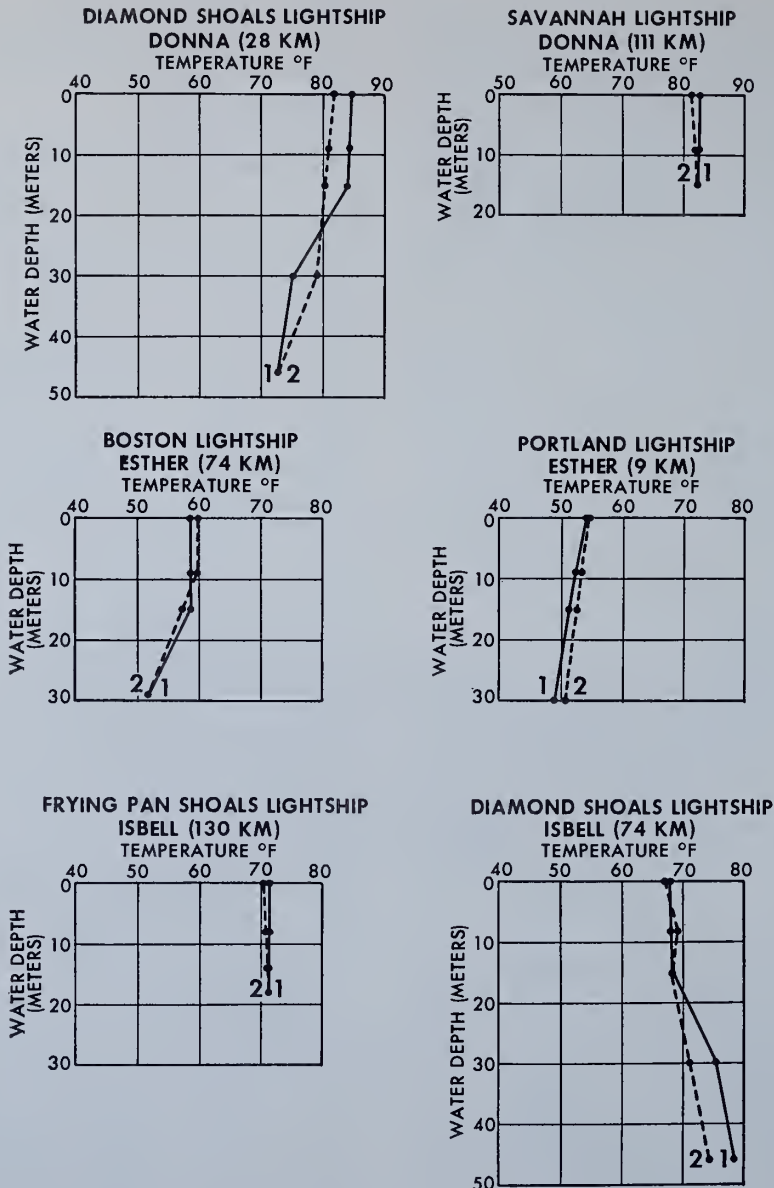 DIAMOND SHOALS LIGHTSHIP
DONNA (28 KM)
TEMPERATURE °F
40 50 60 70 80 90
0
10
20
30
40
50
WATER DEPTH (METERS)
1 2
SAVANNAH LIGHTSHIP
DONNA (111 KM)
TEMPERATURE °F
50 60 70 80 90
0
10
20
WATER DEPTH
(METERS)
2 1
BOSTON LIGHTSHIP
ESTHER (74 KM)
TEMPERATURE °F
40 50 60 80
0
10
20
30
WATER DEPTH
(METERS)
2 1
PORTLAND LIGHTSHIP
ESTHER (9 KM)
TEMPERATURE °F
40 50 60 70 80
0
10
20
30
WATER DEPTH
(METERS)
1 2
FRYING PAN SHOALS LIGHTSHIP
ISBELL (130 KM)
TEMPERATURE °F
40 50 60 70 80
0
10
20
30
WATER DEPTH
(METERS)
2 1
DIAMOND SHOALS LIGHTSHIP
ISBELL (74 KM)
TEMPERATURE °F
40 50 60 70 80
0
10
20
30
40
50
WATER DEPTH (METERS)
2 1